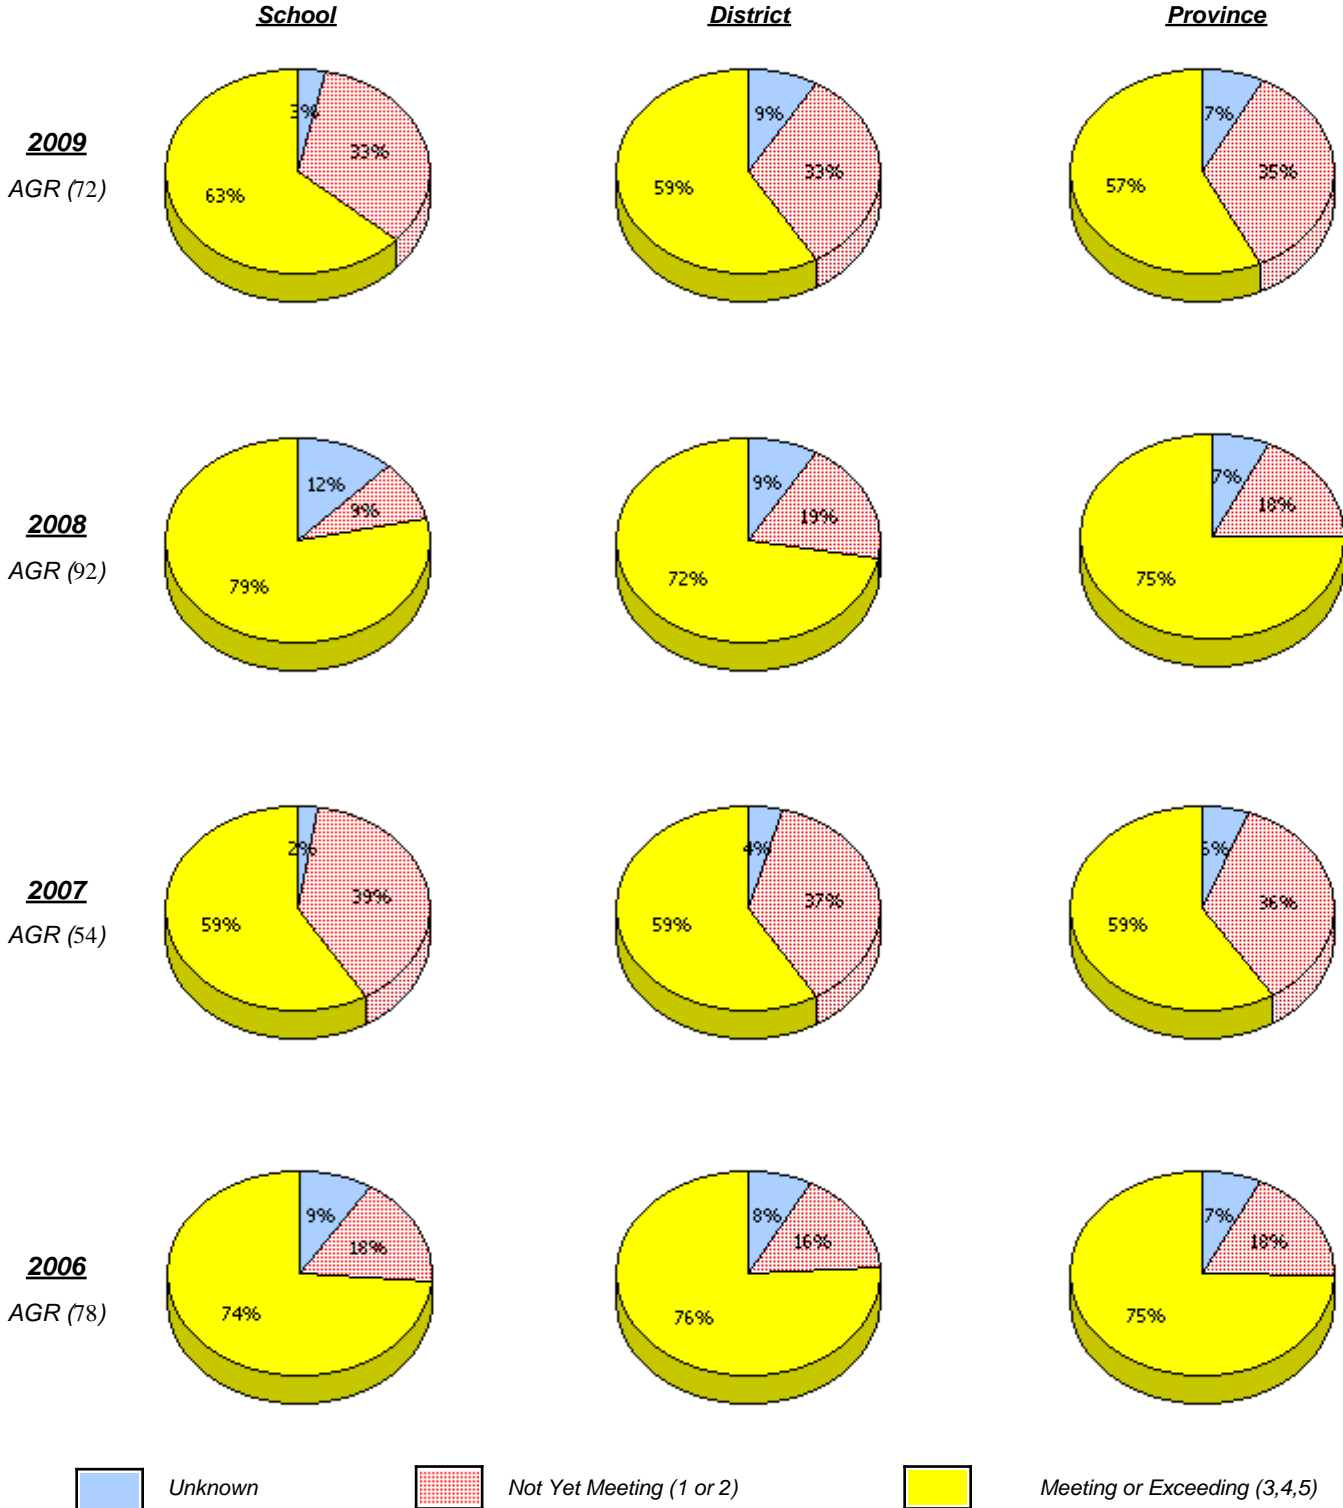 School District Province
2009
AGR (72)
3% 33% 63%
9% 33% 59%
7% 35% 57%
2008
AGR (92)
12% 9% 79%
9% 19% 72%
7% 18% 75%
2007
AGR (54)
2% 39% 59%
4% 37% 59%
5% 36% 59%
2006
AGR (78)
9% 18% 74%
8% 16% 76%
7% 18% 75%
Unknown Not Yet Meeting (1 or 2) Meeting or Exceeding (3,4,5)